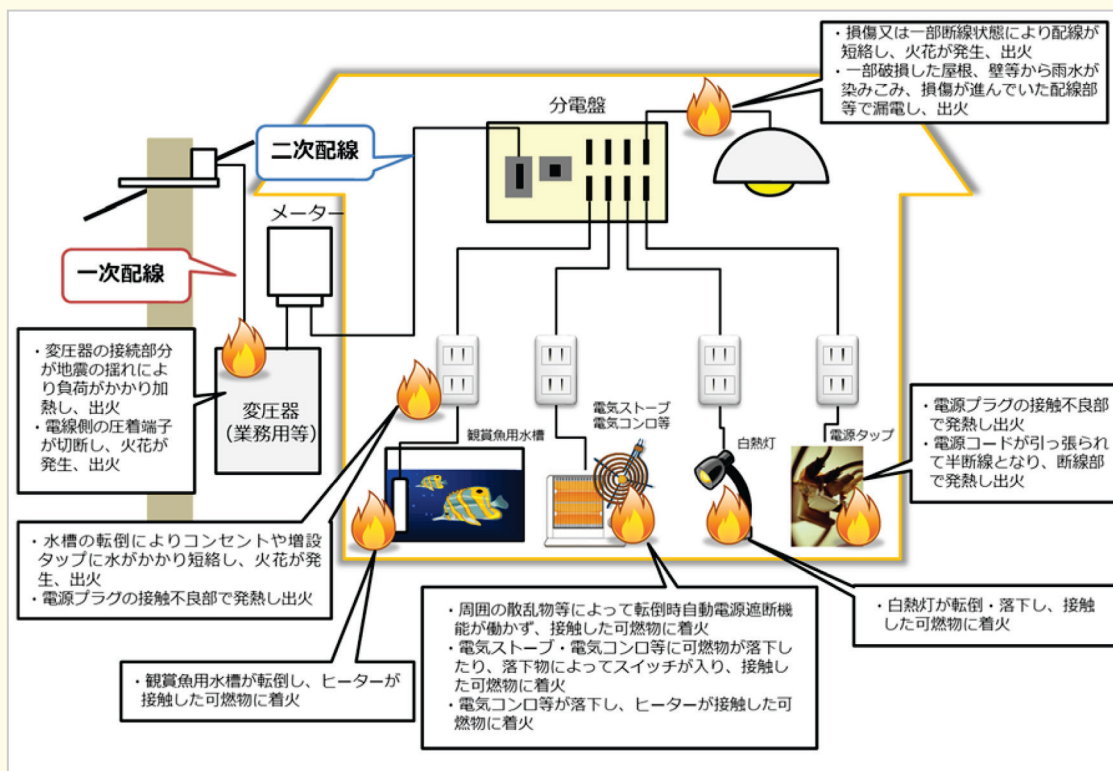 ・損傷又は一部断線状態により配線が
短絡し、火花が発生、出火
・一部破損した屋根、壁等から雨水が
染みこみ、損傷が進んでいた配線部
等で漏電し、出火
分電盤
二次配線
メーター
一次配線
・変圧器の接続部分
が地震の揺れによ
り負荷がかかり加
熱し、出火
・電線側の圧着端子
が切断し、火花が
発生、出火
変圧器
(業務用等)
観賞魚用水槽
電気ストーブ
電気コンロ等
白熱灯
電源タップ
・電源プラグの接触不良部
で発熱し出火
・電源コードが引っ張られ
て半断線となり、断線部
で発熱し出火
・水槽の転倒によりコンセントや増設
タップに水がかかり短絡し、火花が発
生、出火
・電源プラグの接触不良部で発熱し出火
・観賞魚用水槽が転倒し、ヒーターが
接触した可燃物に着火
・周囲の散乱物等によって転倒時自動電源遮断機
能が働かず、接触した可燃物に着火
・電気ストーブ・電気コンロ等に可燃物が落下し
たり、落下物によってスイッチが入り、接触し
た可燃物に着火
・電気コンロ等が落下し、ヒーターが接触した可
燃物に着火
・白熱灯が転倒・落下し、接触
した可燃物に着火